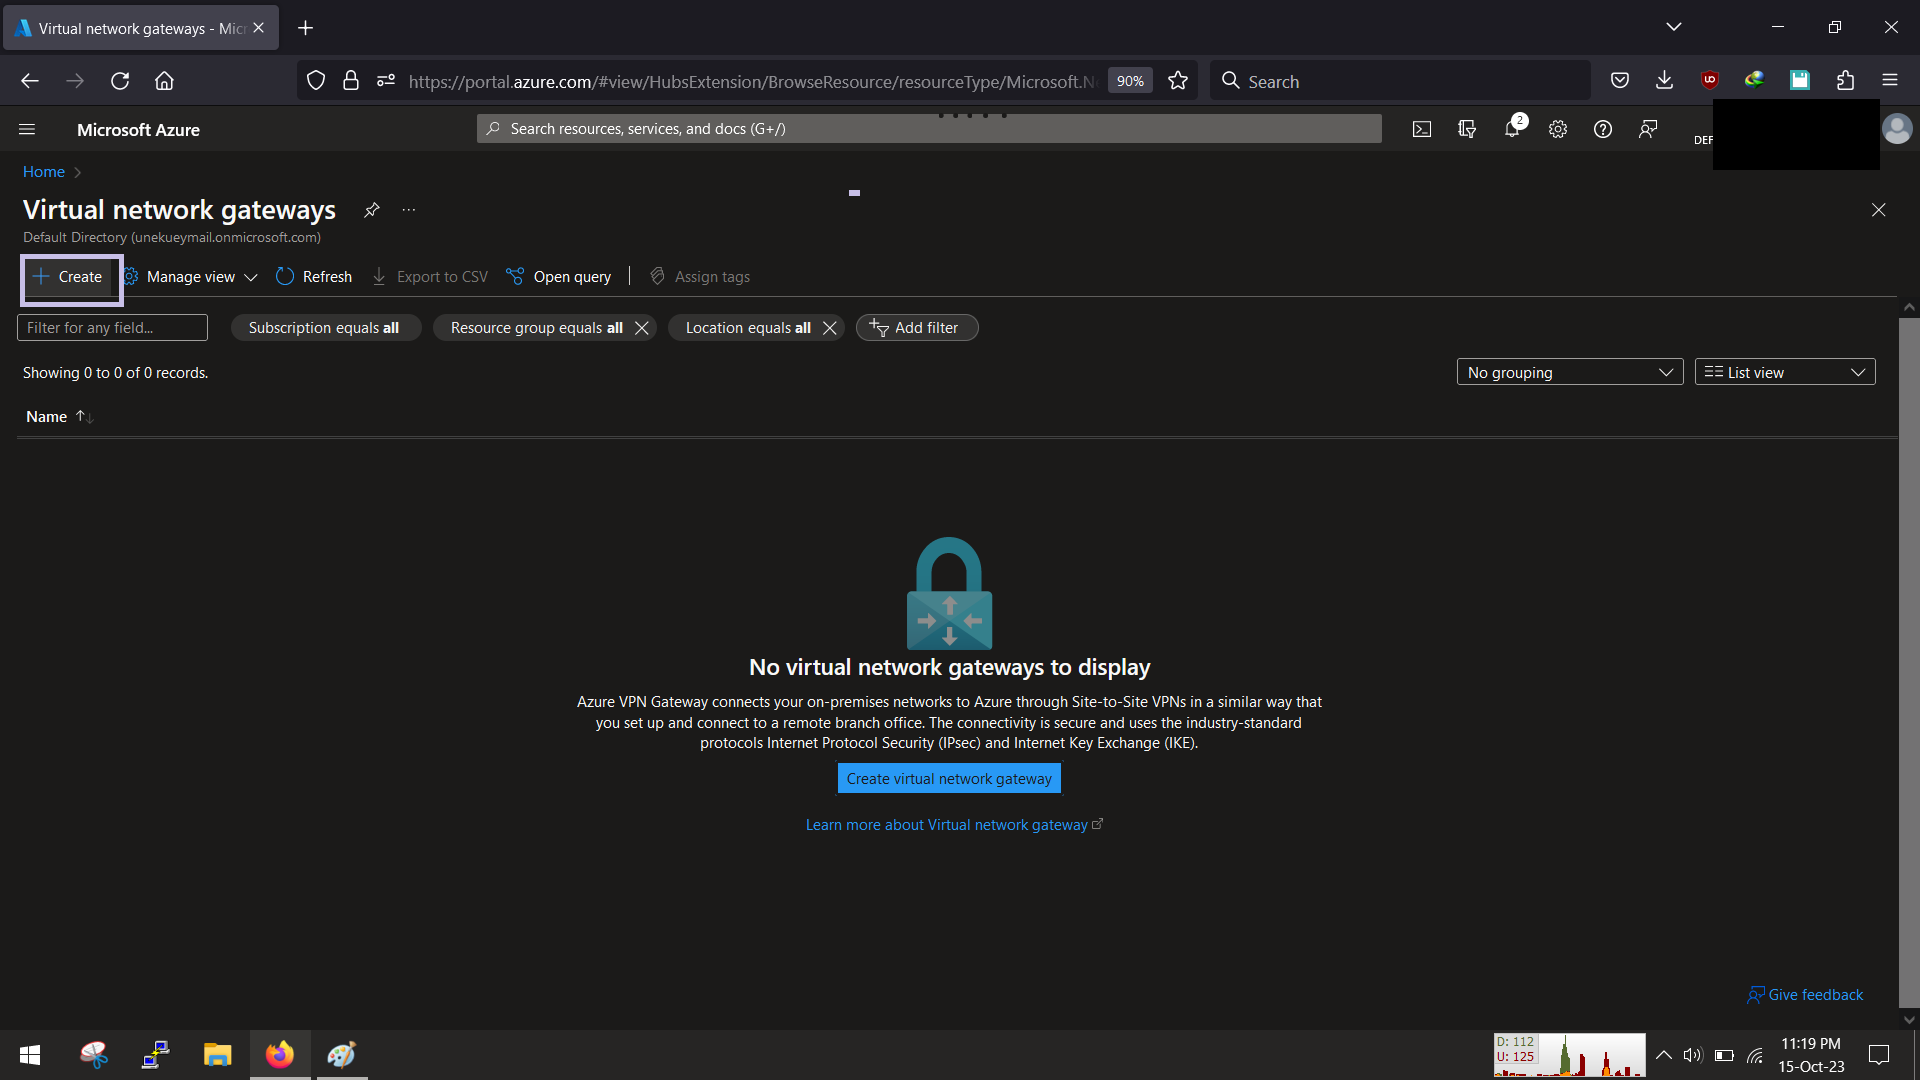 Virtual network gateways - Micr
https://portal.azure.com/#view/HubsExtension/BrowseResource/resourceType/Microsoft.Ne
90%
Search
Microsoft Azure
Search resources, services, and docs (G+/)
2
DEF
Home
Virtual network gateways
Default Directory (unekueymail.onmicrosoft.com)
Create
Manage view
Refresh
Export to CSV
Open query
Assign tags
Filter for any field...
Subscription equals all
Resource group equals all
Location equals all
Add filter
Showing 0 to 0 of 0 records.
No grouping
List view
Name
No virtual network gateways to display
Azure VPN Gateway connects your on-premises networks to Azure through Site-to-Site VPNs in a similar way that
you set up and connect to a remote branch office. The connectivity is secure and uses the industry-standard
protocols Internet Protocol Security (IPsec) and Internet Key Exchange (IKE).
Create virtual network gateway
Learn more about Virtual network gateway
Give feedback
D: 112
U: 125
11:19 PM
15-Oct-23